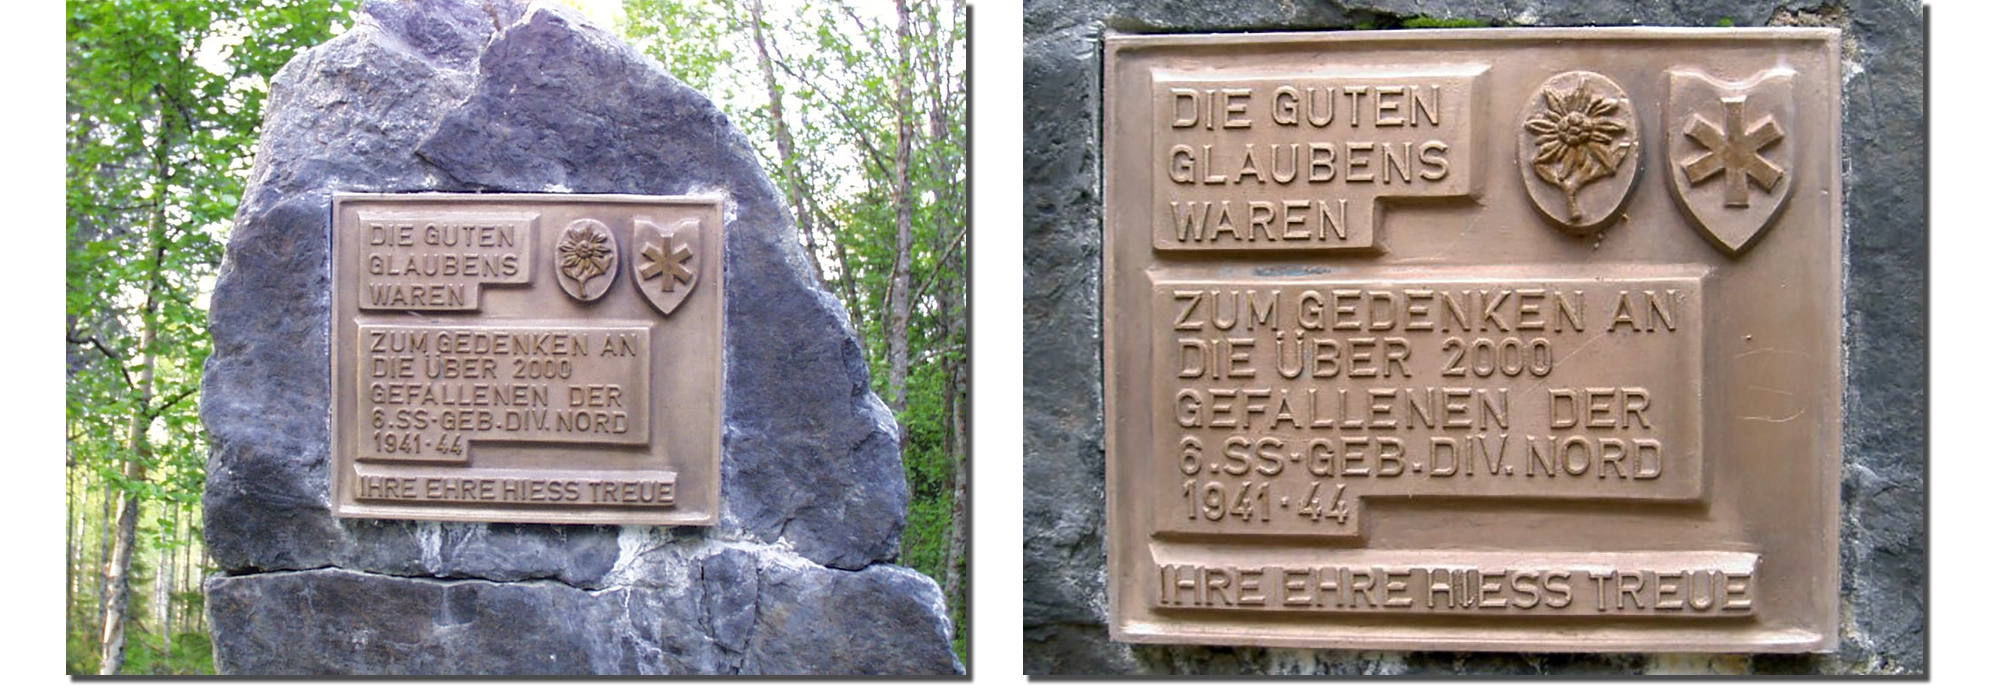 DIE GUTEN
GLAUBENS
WAREN
ZUM GEDENKEN AN
DIE ÜBER 2000
GEFALLENEN DER
6.SS·GEB.DIV.NORD
1941·44
IHRE EHRE HIESS TREUE
DIE GUTEN
GLAUBENS
WAREN
ZUM GEDENKEN AN
DIE ÜBER 2000
GEFALLENEN DER
6.SS·GEB.DIV.NORD
1941·44
IHRE EHRE HIESS TREUE